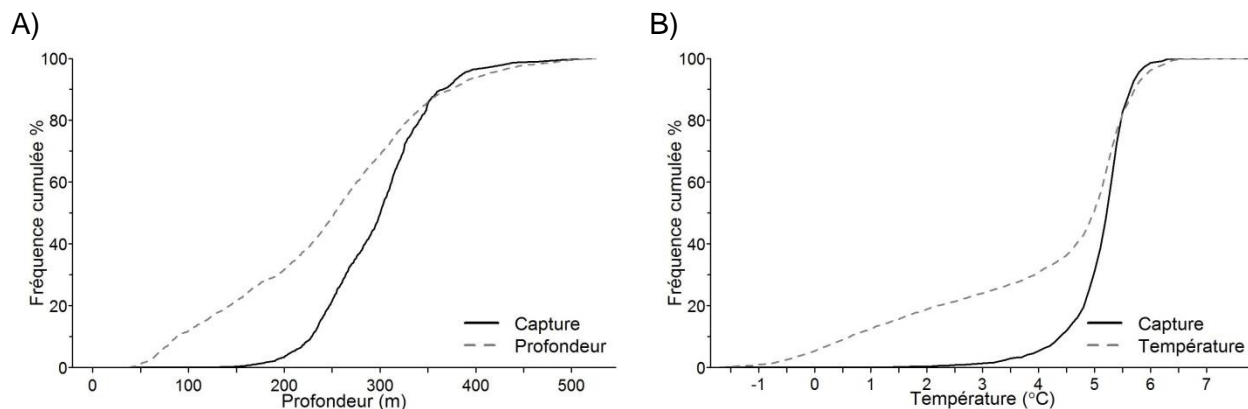 A)
100
80
60
40
20
0
Fréquence cumulée %
0 100 200 300 400 500
Profondeur (m)
Capture
Profondeur
B)
100
80
60
40
20
0
Fréquence cumulée %
-1 0 1 2 3 4 5 6 7
Température (°C)
Capture
Température